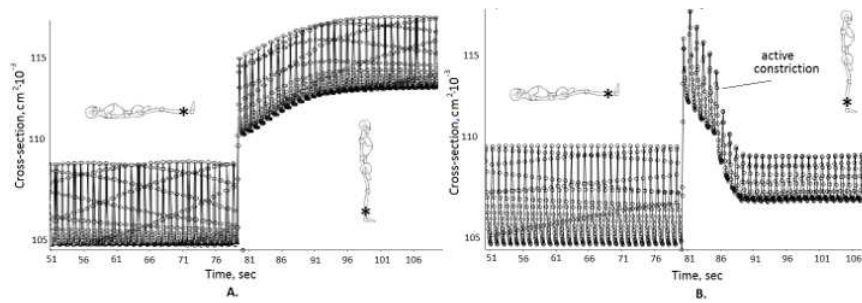 Cross-section, cm²·10⁻³
115
110
105
51 56 61 66 71 76 81 86 91 96 101 106
Time, sec
A.
Cross-section, cm²·10⁻³
115
110
105
active
constriction
51 56 61 66 71 76 81 86 91 96 101 106
Time, sec
B.